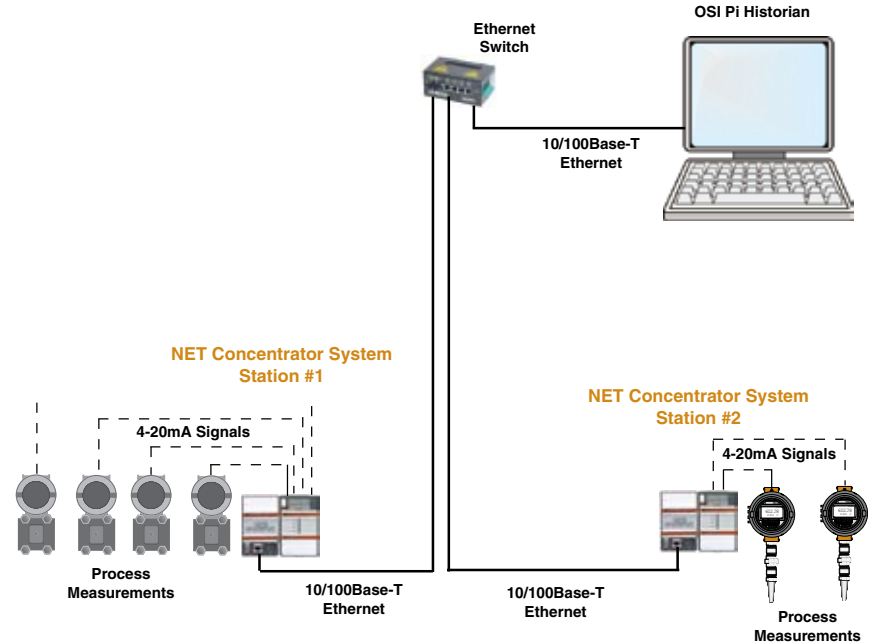 OSI Pi Historian
Ethernet
Switch
10/100Base-T
Ethernet
NET Concentrator System
Station #1
4-20mA Signals
Process
Measurements
10/100Base-T
Ethernet
NET Concentrator System
Station #2
4-20mA Signals
10/100Base-T
Ethernet
Process
Measurements